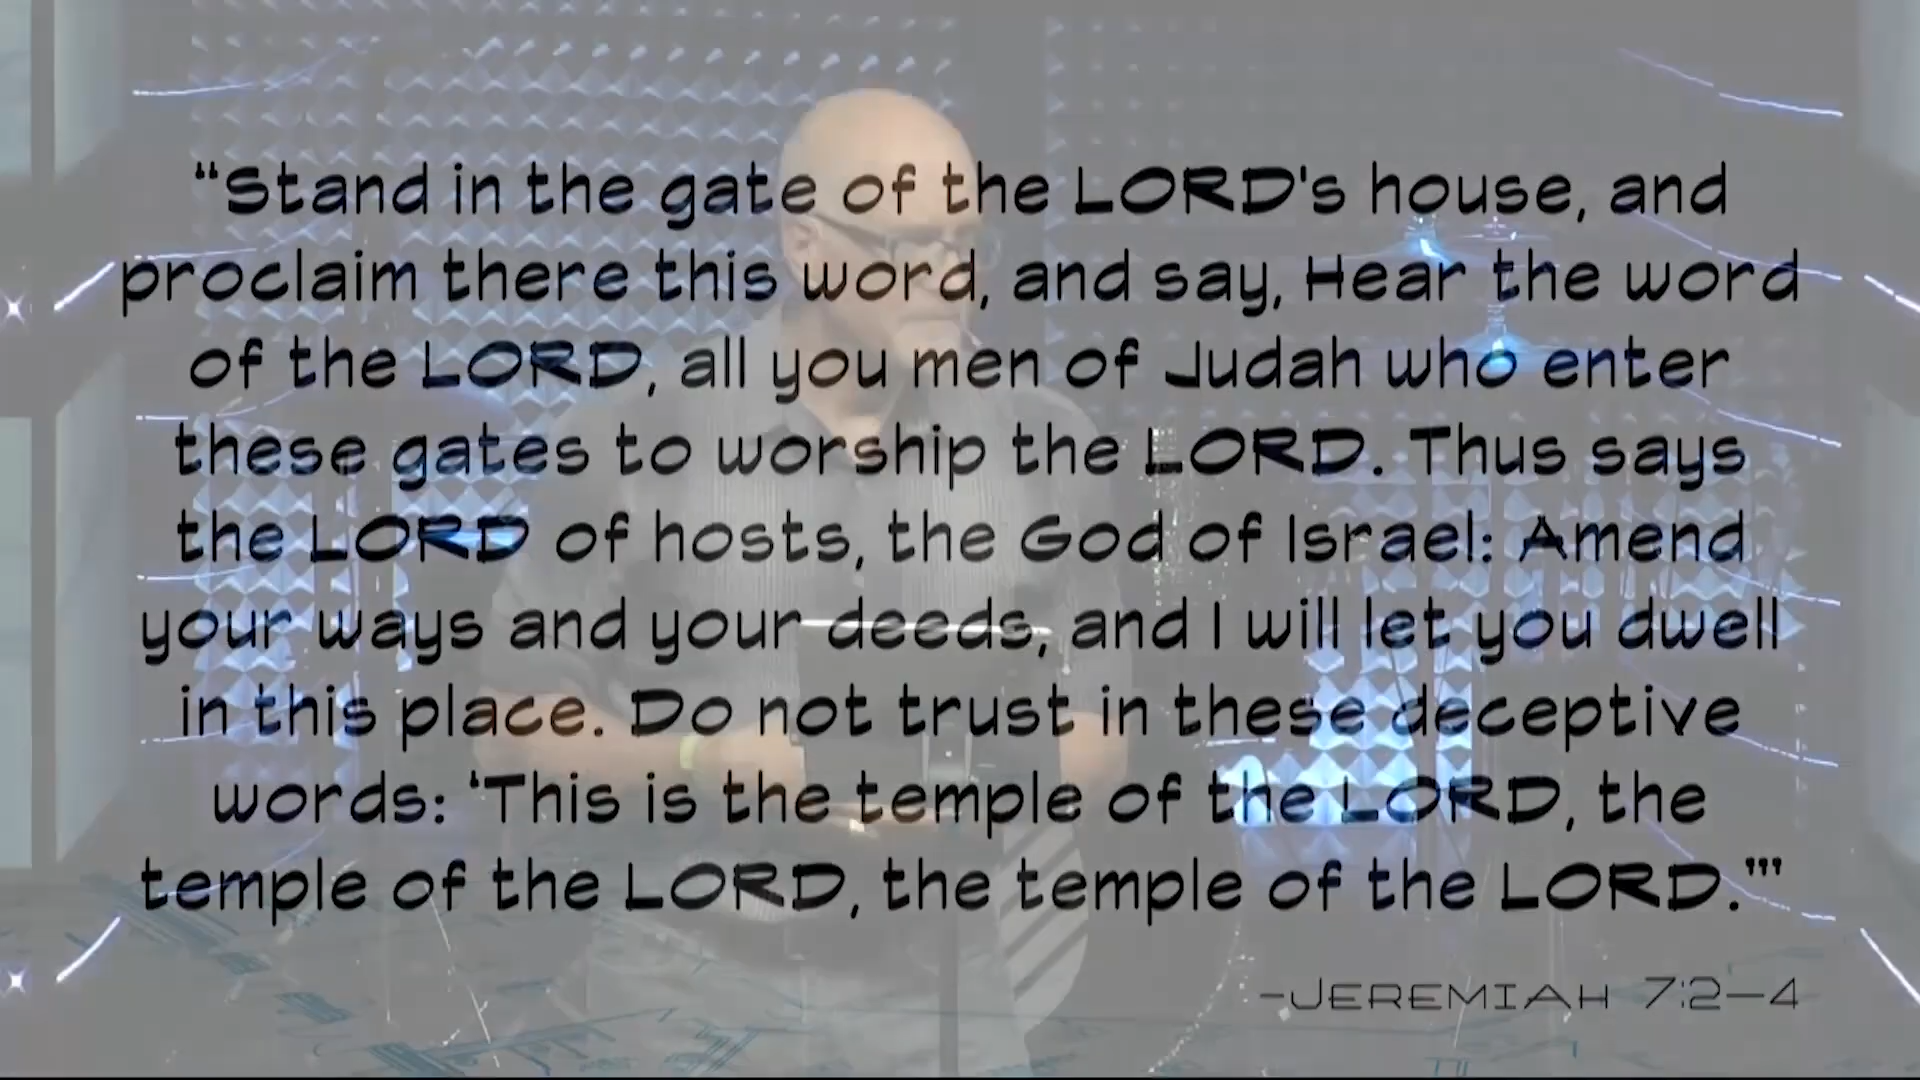 “Stand in the gate of the LORD's house, and
proclaim there this word, and say, Hear the word
of the LORD, all you men of Judah who enter
these gates to worship the LORD. Thus says
the LORD of hosts, the God of Israel: Amend
your ways and your deeds, and I will let you dwell
in this place. Do not trust in these deceptive
words: ‘This is the temple of the LORD, the
temple of the LORD, the temple of the LORD.’”
-JEREMIAH 7:2–4